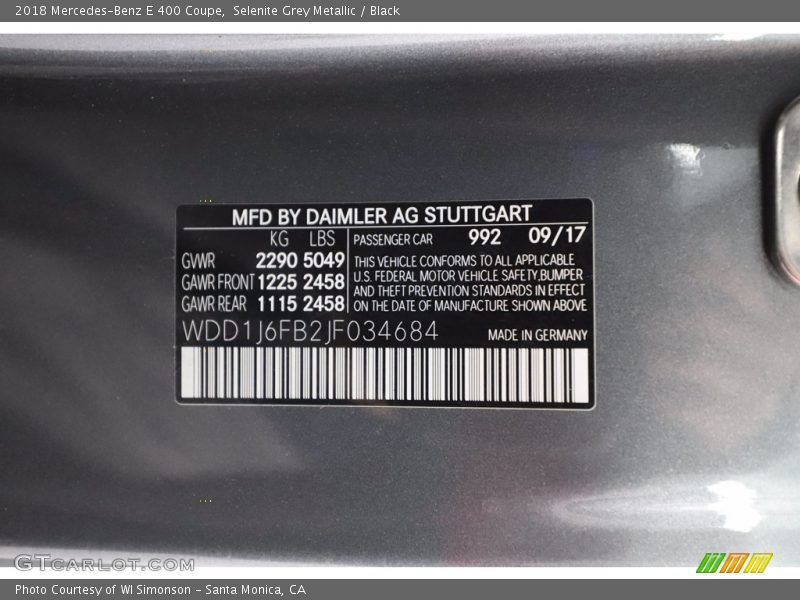 2018 Mercedes-Benz E 400 Coupe, Selenite Grey Metallic / Black
MFD BY DAIMLER AG STUTTGART
KG LBS
GVWR 2290 5049
GAWR FRONT 1225 2458
GAWR REAR 1115 2458
PASSENGER CAR 992 09/17
THIS VEHICLE CONFORMS TO ALL APPLICABLE
U.S. FEDERAL MOTOR VEHICLE SAFETY,BUMPER
AND THEFT PREVENTION STANDARDS IN EFFECT
ON THE DATE OF MANUFACTURE SHOWN ABOVE
WDD1J6FB2JF034684 MADE IN GERMANY
GTCARLOT.COM
Photo Courtesy of WI Simonson - Santa Monica, CA